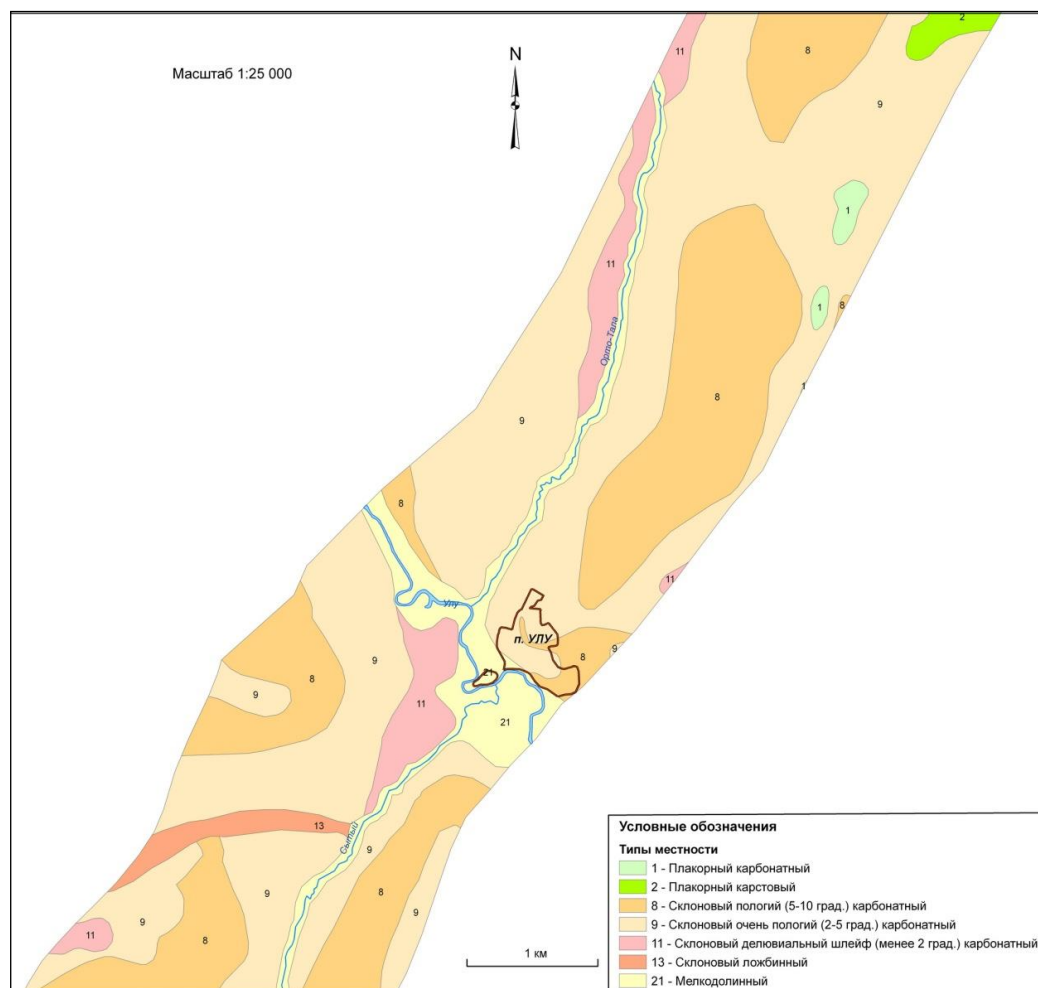 2
11
8
N
Масштаб 1:25 000
9
1
11
1
8
Орто-Тала
1
8
9
8
11
Улу
п. УЛУ
9
8
9
8
21
9
11
21
13
Сытый
9
8
9
9
9
11
8
1 км
Условные обозначения
Типы местности
1 - Плакорный карбонатный
2 - Плакорный карстовый
8 - Склоновый пологий (5-10 град.) карбонатный
9 - Склоновый очень пологий (2-5 град.) карбонатный
11 - Склоновый делювиальный шлейф (менее 2 град.) карбонатный
13 - Склоновый ложбинный
21 - Мелкодолинный